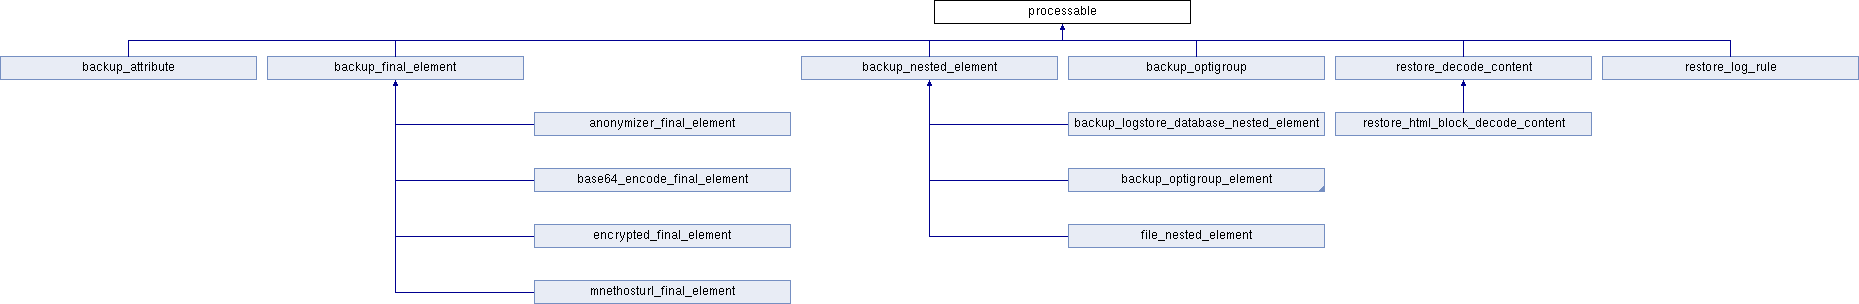 processable
backup_attribute
backup_final_element
backup_nested_element
backup_optigroup
restore_decode_content
restore_log_rule
anonymizer_final_element
backup_logstore_database_nested_element
restore_html_block_decode_content
base64_encode_final_element
backup_optigroup_element
encrypted_final_element
file_nested_element
mnethosturl_final_element